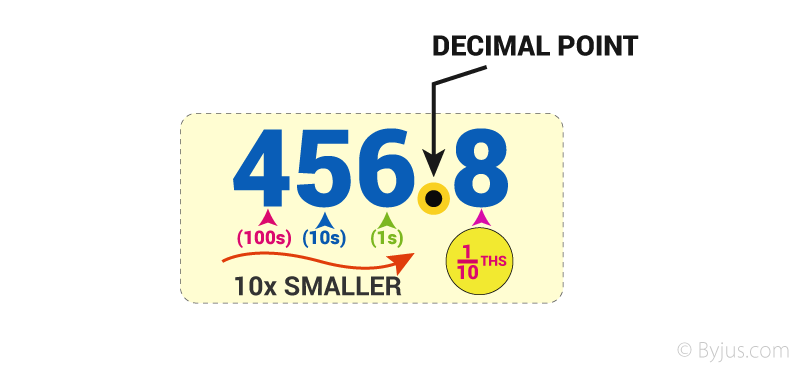 DECIMAL POINT
456.8
(100s) (10s) (1s)
1/10 THS
10x SMALLER
© Byjus.com